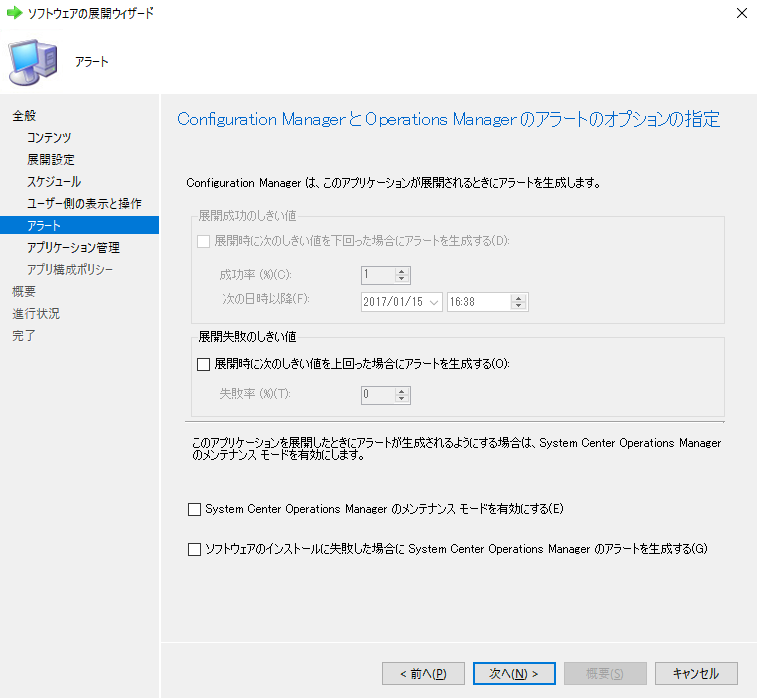 ソフトウェアの展開ウィザード
アラート
全般
コンテンツ
展開設定
スケジュール
ユーザー側の表示と操作
アラート
アプリケーション管理
アプリ構成ポリシー
概要
進行状況
完了
Configuration Manager と Operations Manager のアラートのオプションの指定
Configuration Manager は、このアプリケーションが展開されるときにアラートを生成します。
展開成功のしきい値
展開時に次のしきい値を下回った場合にアラートを生成する(D):
成功率 (%)(C):
1
次の日時以降(F):
2017/01/15
16:38
展開失敗のしきい値
展開時に次のしきい値を上回った場合にアラートを生成する(O):
失敗率 (%)(T):
0
このアプリケーションを展開したときにアラートが生成されるようにする場合は、System Center Operations Manager
のメンテナンス モードを有効にします。
System Center Operations Manager のメンテナンス モードを有効にする(E)
ソフトウェアのインストールに失敗した場合に System Center Operations Manager のアラートを生成する(G)
< 前へ(P)
次へ(N) >
概要(S)
キャンセル